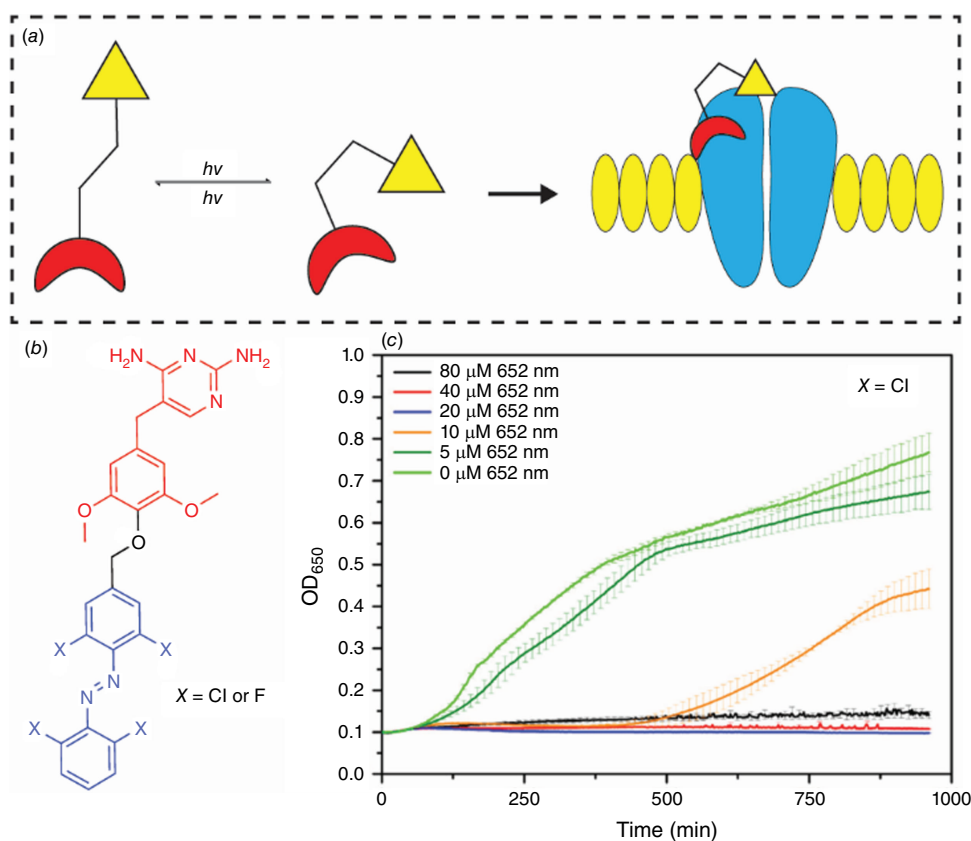 (a)
hv
hv
(b)
H₂N
N
NH₂
N
O
O
O
X
X
N
N
X
X
X = Cl or F
(c)
1.0
0.9
0.8
0.7
0.6
0.5
0.4
0.3
0.2
0.1
0.0
OD₆₅₀
80 μM 652 nm
40 μM 652 nm
20 μM 652 nm
10 μM 652 nm
5 μM 652 nm
0 μM 652 nm
X = Cl
0
250
500
750
1000
Time (min)